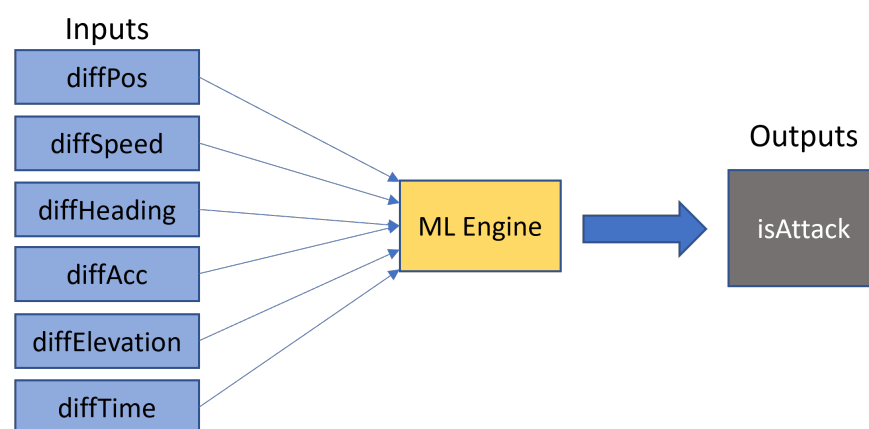 Inputs
diffPos
diffSpeed
diffHeading
diffAcc
diffElevation
diffTime
ML Engine
Outputs
isAttack